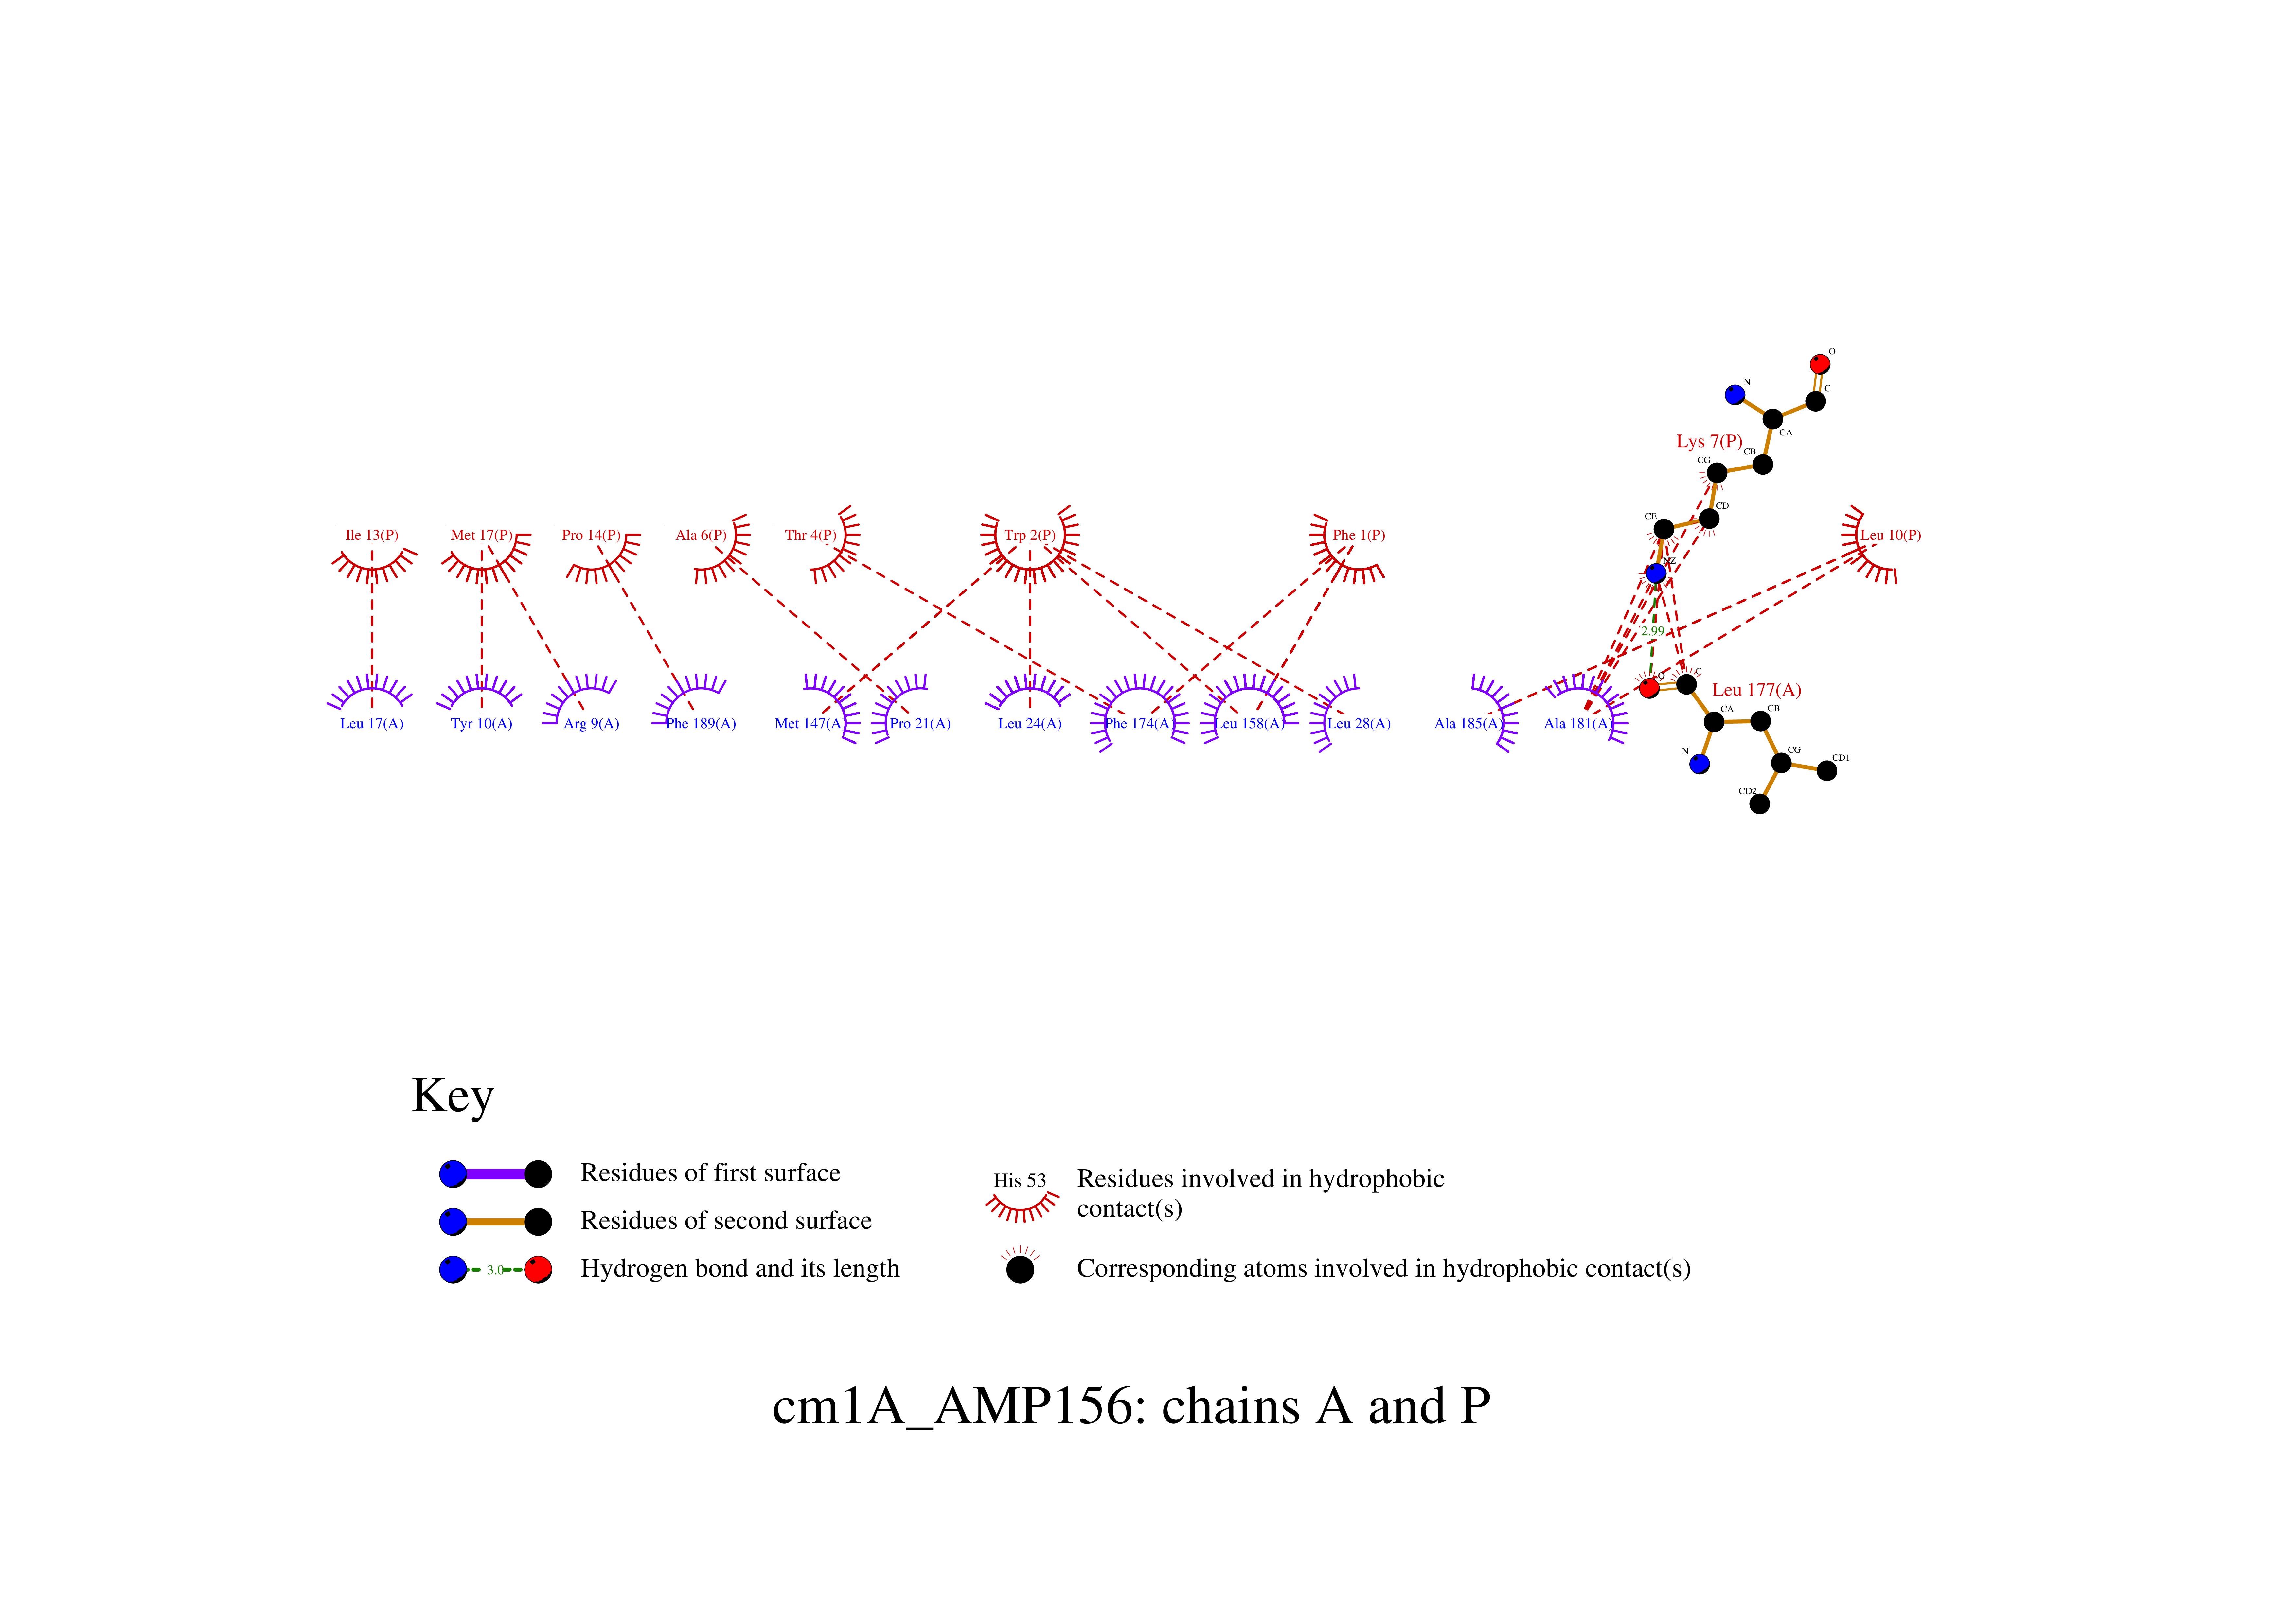 O
N
C
CA
Lys 7(P)
CB
CG
CD
CE
Ile 13(P) Met 17(P) Pro 14(P) Ala 6(P) Thr 4(P) Trp 2(P) Phe 1(P) Leu 10(P)
NZ
2.99
O
C
Leu 177(A)
CA
CB
Leu 17(A) Tyr 10(A) Arg 9(A) Phe 189(A) Met 147(A) Pro 21(A) Leu 24(A) Phe 174(A) Leu 158(A) Leu 28(A) Ala 185(A) Ala 181(A)
N
CG
CD1
CD2
Key
Residues of first surface
Residues of second surface
3.0
Hydrogen bond and its length
His 53
Residues involved in hydrophobic
contact(s)
Corresponding atoms involved in hydrophobic contact(s)
cm1A_AMP156: chains A and P